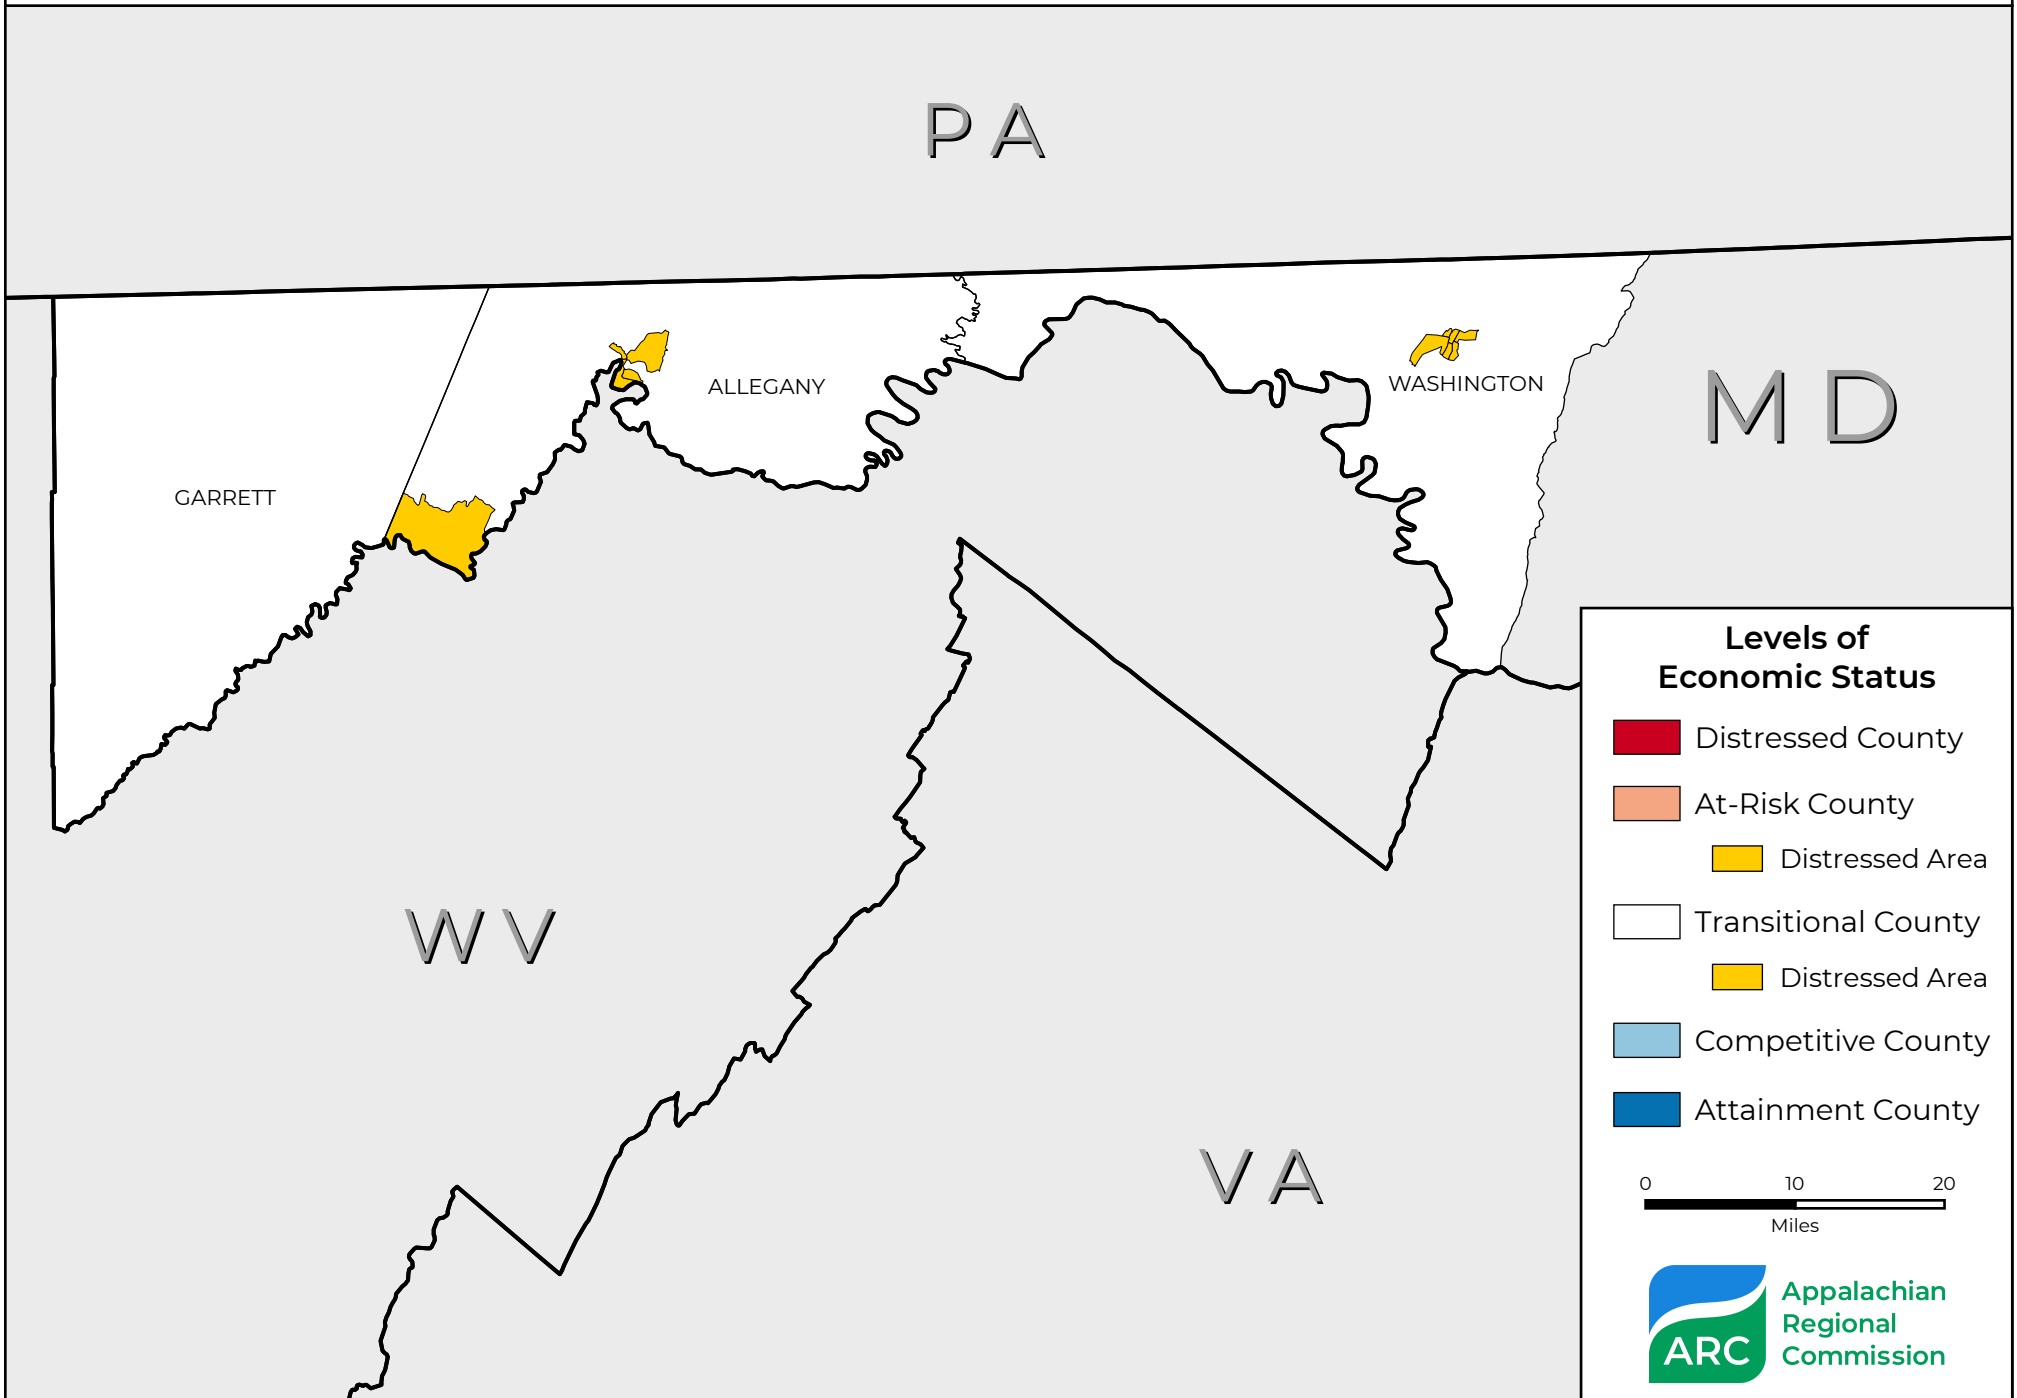 PA
ALLEGANY
WASHINGTON
MD
GARRETT
WV
VA
Levels of
Economic Status
Distressed County
At-Risk County
Distressed Area
Transitional County
Distressed Area
Competitive County
Attainment County
0 10 20
Miles
ARC
Appalachian
Regional
Commission